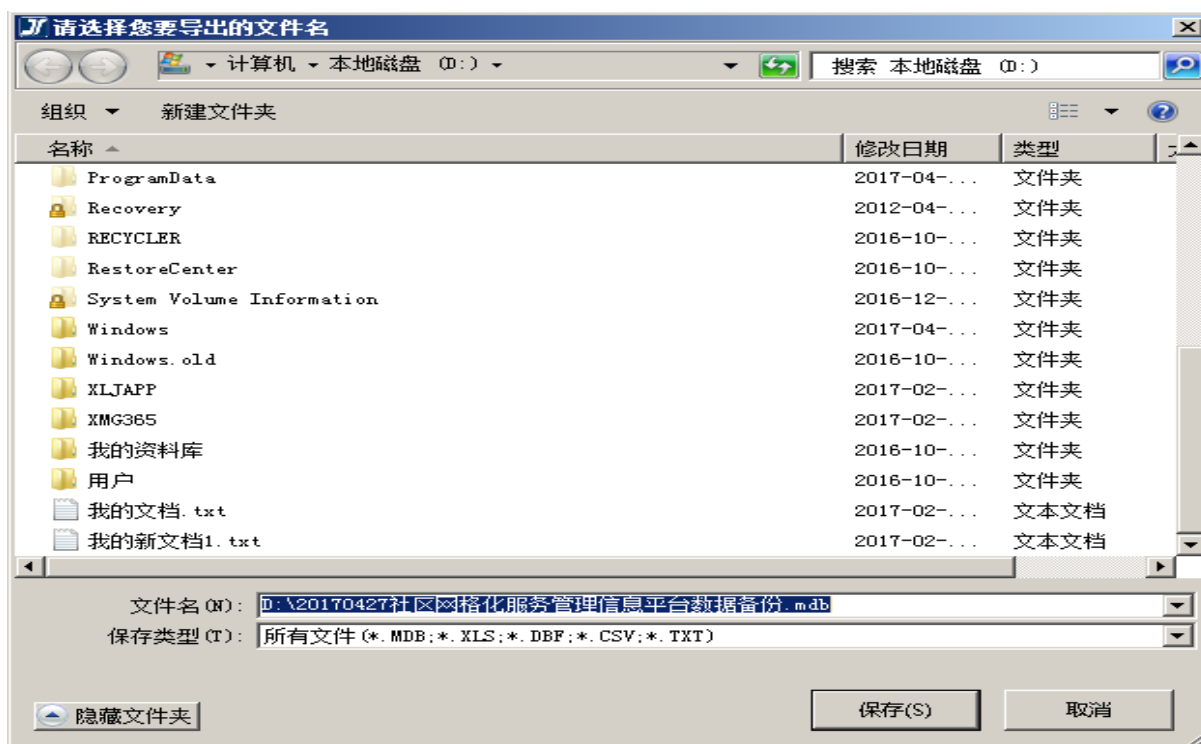 请选择您要导出的文件名
计算机 本地磁盘 (D:) 搜索 本地磁盘 (D:)
组织 新建文件夹
名称 修改日期 类型
ProgramData 2017-04-... 文件夹
Recovery 2012-04-... 文件夹
RECYCLER 2016-10-... 文件夹
RestoreCenter 2016-10-... 文件夹
System Volume Information 2016-12-... 文件夹
Windows 2017-04-... 文件夹
Windows.old 2016-10-... 文件夹
XLJAPP 2017-02-... 文件夹
XMG365 2017-02-... 文件夹
我的资料库 2016-10-... 文件夹
用户 2016-10-... 文件夹
我的文档.txt 2017-02-... 文本文档
我的新文档1.txt 2017-02-... 文本文档
文件名(N): D:\20170427社区网格化服务管理信息平台数据备份.mdb
保存类型(T): 所有文件(*.MDB;*.XLS;*.DBF;*.CSV;*.TXT)
隐藏文件夹 保存(S) 取消